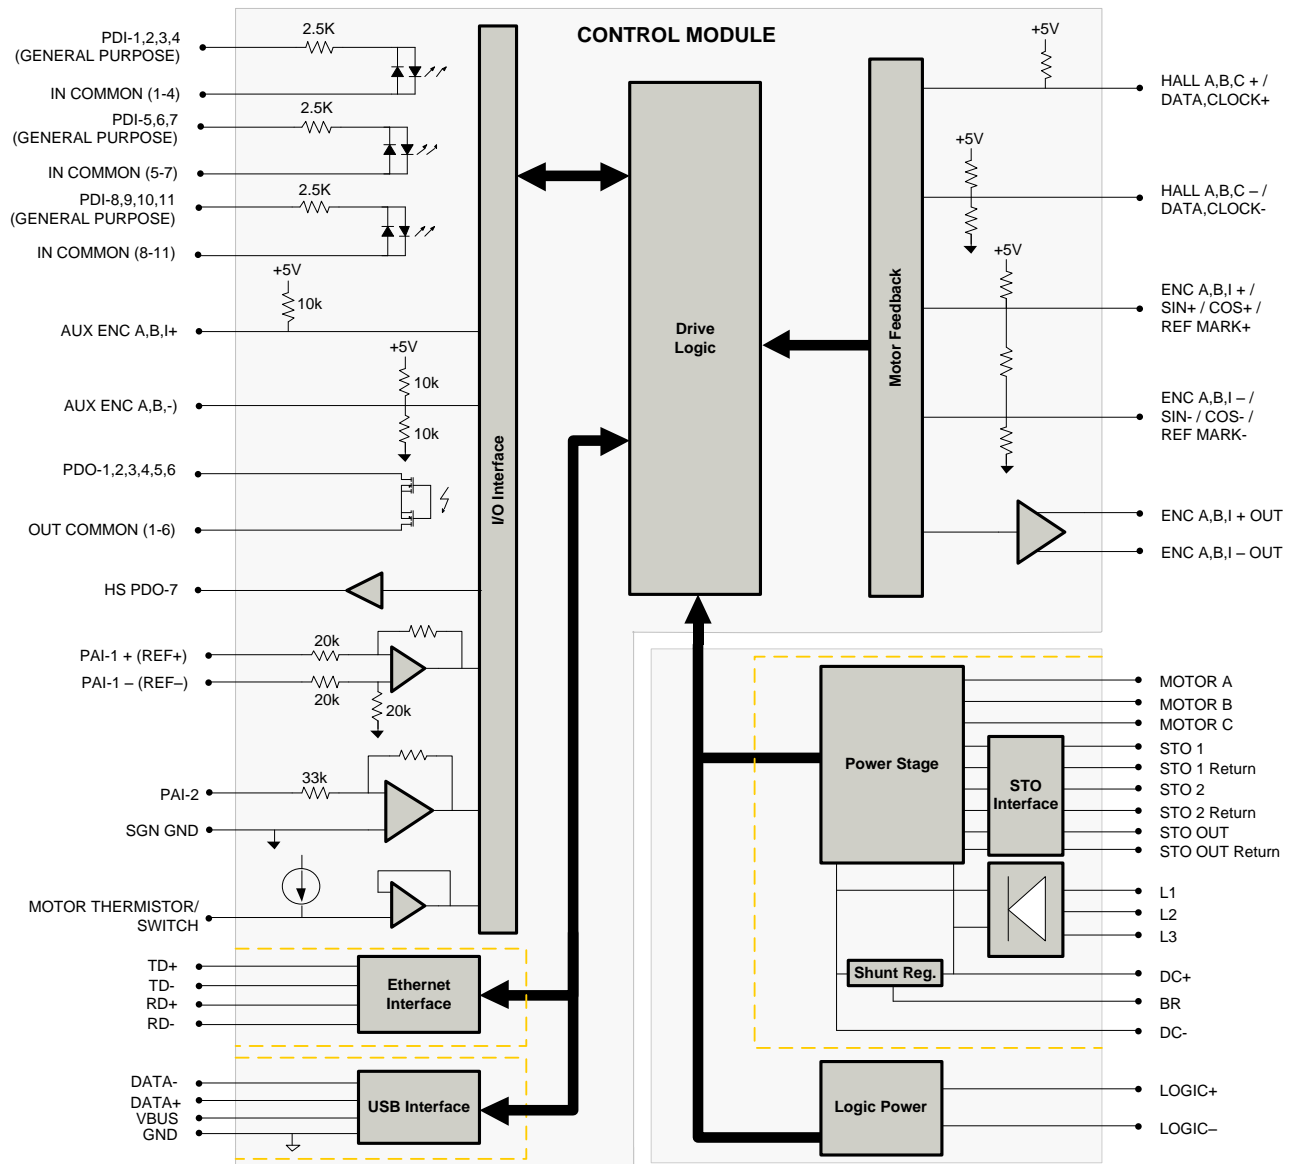 CONTROL MODULE
PDI-1,2,3,4
(GENERAL PURPOSE)
2.5K
IN COMMON (1-4)
PDI-5,6,7
(GENERAL PURPOSE)
2.5K
IN COMMON (5-7)
PDI-8,9,10,11
(GENERAL PURPOSE)
2.5K
IN COMMON (8-11)
+5V
10k
AUX ENC A,B,I+
+5V
10k
AUX ENC A,B,-)
10k
PDO-1,2,3,4,5,6
OUT COMMON (1-6)
HS PDO-7
PAI-1 + (REF+)
20k
PAI-1 – (REF–)
20k
20k
PAI-2
33k
SGN GND
MOTOR THERMISTOR/
SWITCH
I/O Interface
TD+
TD-
RD+
RD-
Ethernet
Interface
DATA-
DATA+
VBUS
GND
USB Interface
Drive
Logic
Motor Feedback
+5V
HALL A,B,C + /
DATA,CLOCK+
+5V
HALL A,B,C – /
DATA,CLOCK-
+5V
ENC A,B,I + /
SIN+ / COS+ /
REF MARK+
ENC A,B,I – /
SIN- / COS- /
REF MARK-
ENC A,B,I + OUT
ENC A,B,I – OUT
Power Stage
MOTOR A
MOTOR B
MOTOR C
STO
Interface
STO 1
STO 1 Return
STO 2
STO 2 Return
STO OUT
STO OUT Return
L1
L2
L3
Shunt Reg.
DC+
BR
DC-
Logic Power
LOGIC+
LOGIC–